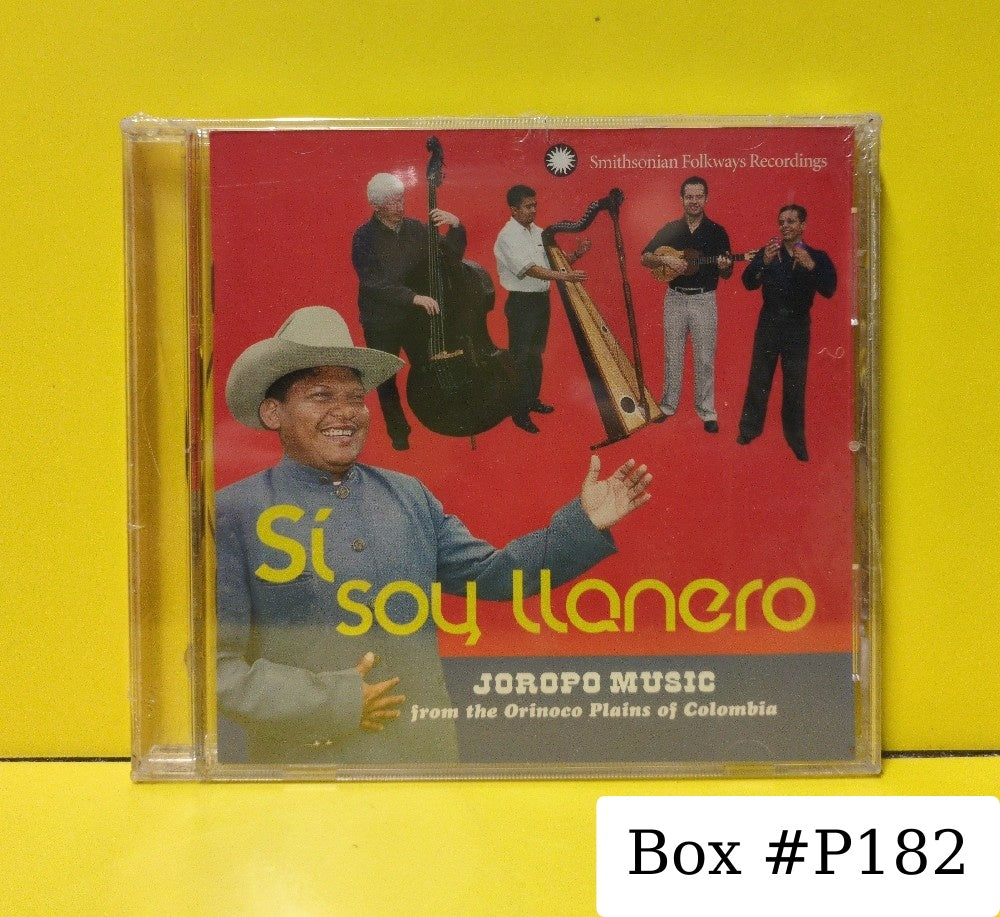 Smithsonian Folkways Recordings
Sí
soy llanero
JOROPO MUSIC
from the Orinoco Plains of Colombia
Box #P182